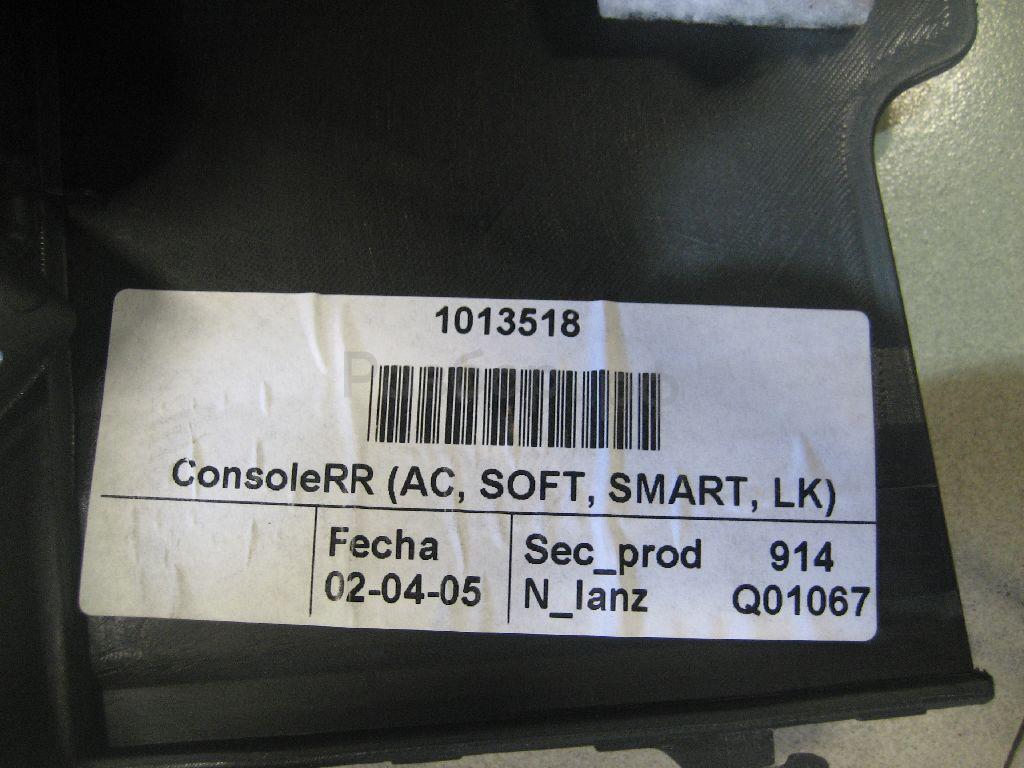 1013518
ConsoleRR (AC, SOFT, SMART, LK)
Fecha
02-04-05
Sec_prod 914
N_lanz Q01067